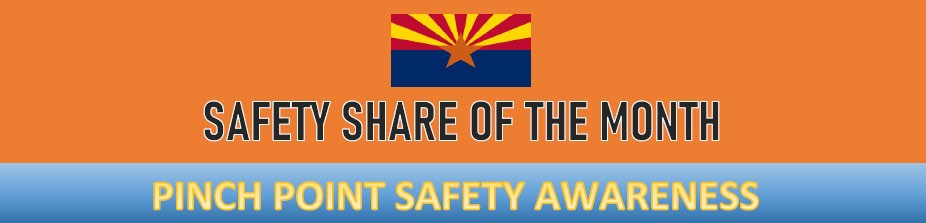 SAFETY SHARE OF THE MONTH
PINCH POINT SAFETY AWARENESS